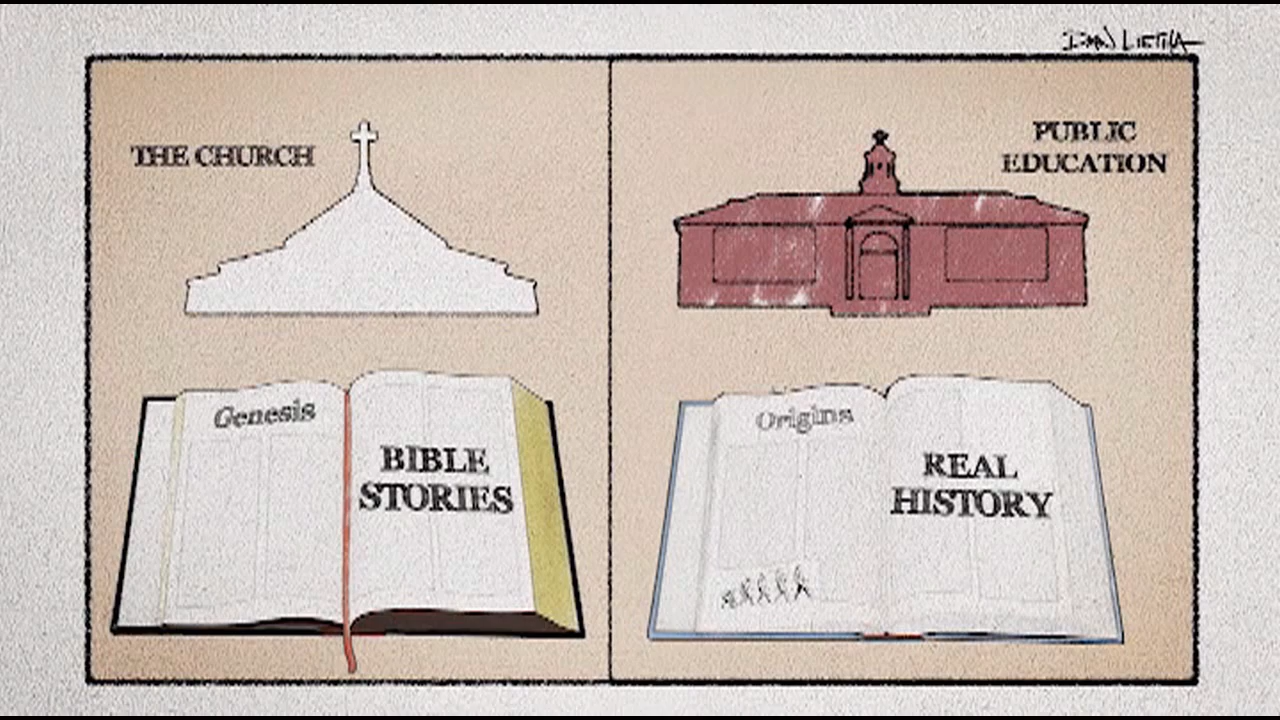 THE CHURCH
PUBLIC
EDUCATION
Genesis
BIBLE
STORIES
Origins
REAL
HISTORY